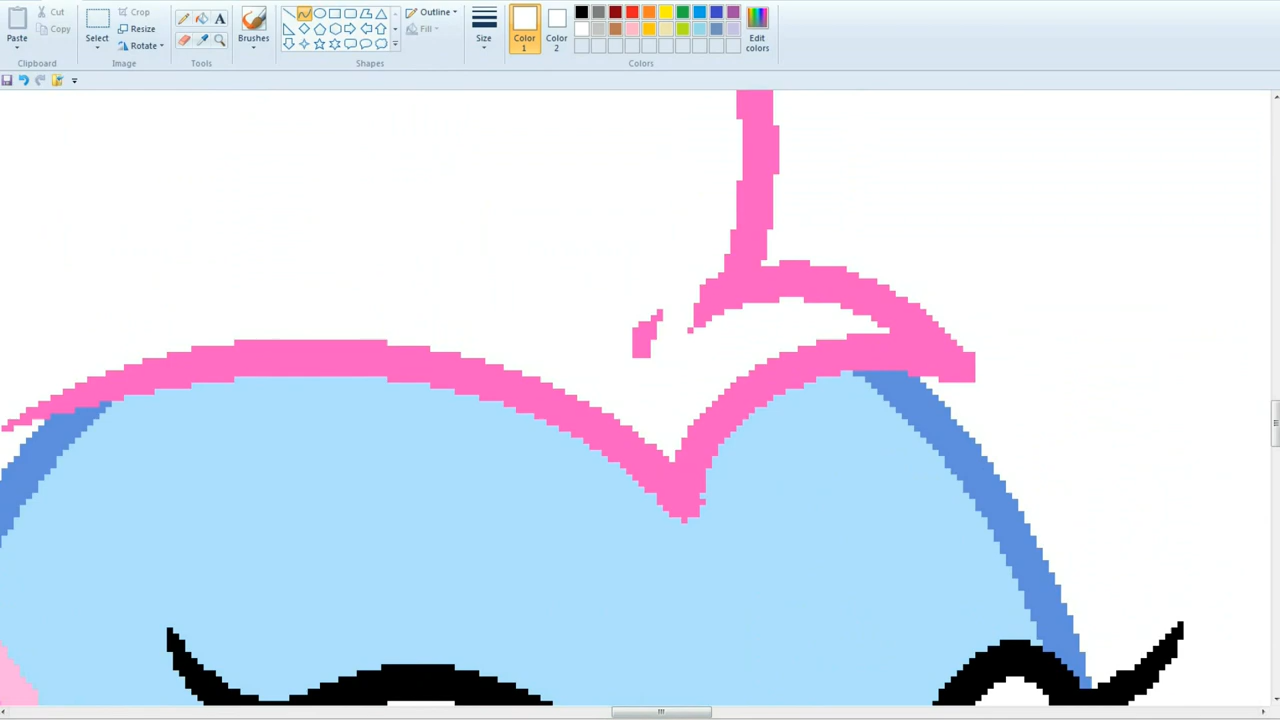 Cut
Copy
Paste
Clipboard
Select
Crop
Resize
Rotate
Image
A
Tools
Brushes
Outline
Fill
Shapes
Size
Color
1
Color
2
Colors
Edit
colors